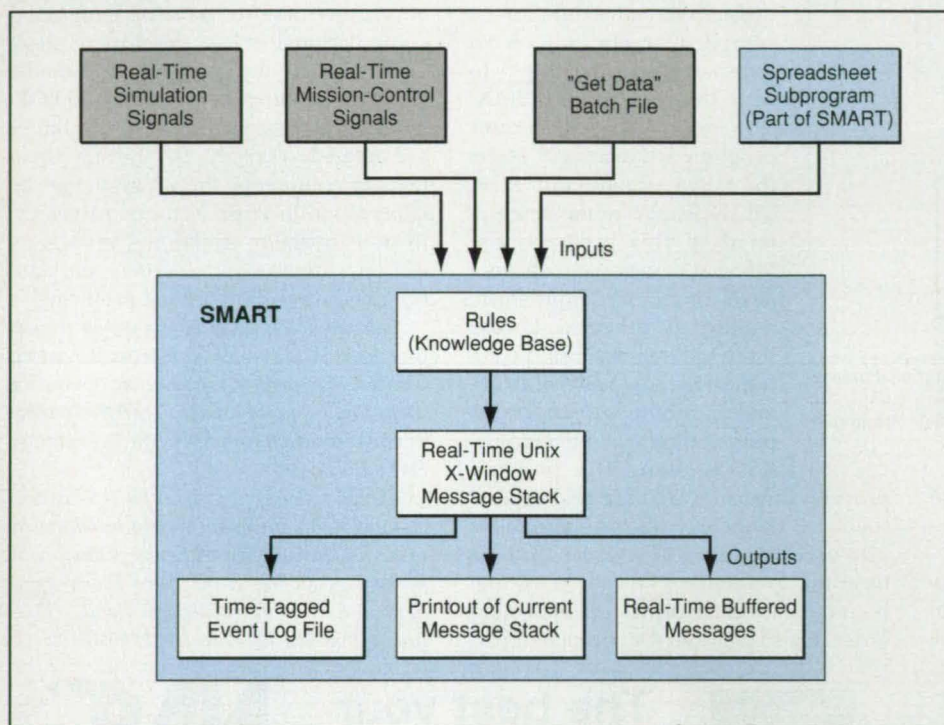 Real-Time
Simulation
Signals
Real-Time
Mission-Control
Signals
"Get Data"
Batch File
Spreadsheet
Subprogram
(Part of SMART)
Inputs
SMART
Rules
(Knowledge Base)
Real-Time Unix
X-Window
Message Stack
Outputs
Time-Tagged
Event Log File
Printout of Current
Message Stack
Real-Time Buffered
Messages